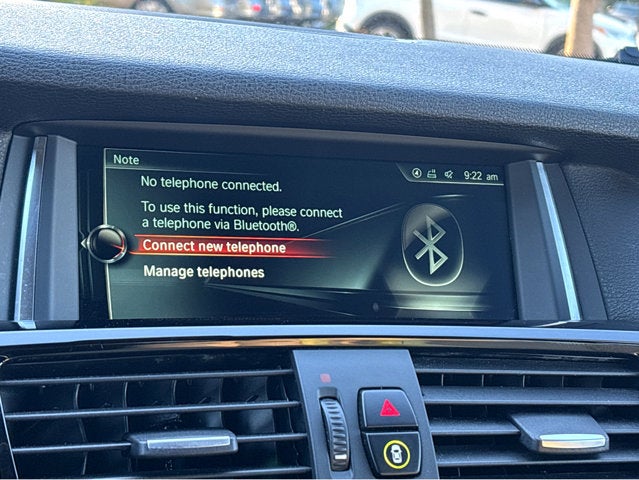 Note
9:22 am
No telephone connected.
To use this function, please connect
a telephone via Bluetooth®.
Connect new telephone
Manage telephones